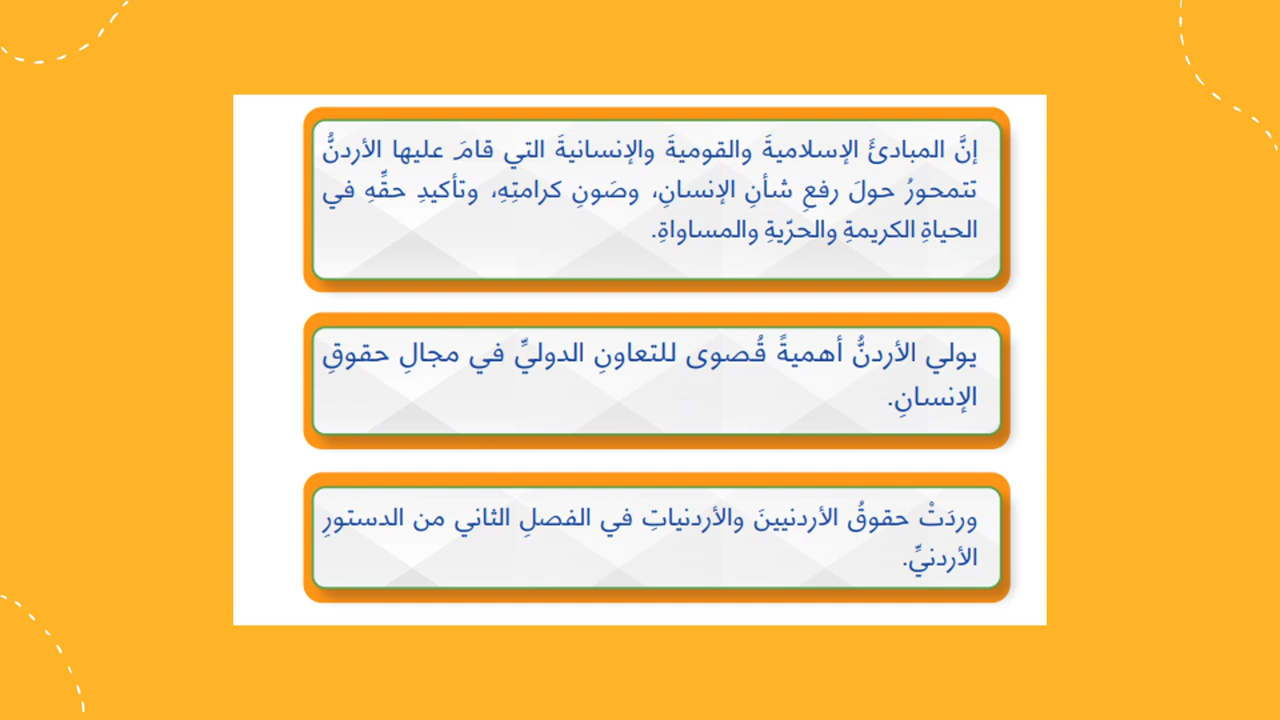 إنَّ المبادئَ الإسلاميةَ والقوميةَ والإنسانيةَ التي قامَ عليها الأردنُّ
تتمحورُ حولَ رفعِ شأنِ الإنسانِ، وصَونِ كرامتِهِ، وتأكيدِ حقِّهِ في
الحياةِ الكريمةِ والحرّيةِ والمساواةِ.
يولي الأردنُّ أهميةً قُصوى للتعاونِ الدوليِّ في مجالِ حقوقِ
الإنسانِ.
وردَتْ حقوقُ الأردنيينَ والأردنياتِ في الفصلِ الثاني من الدستورِ
الأردنيِّ.